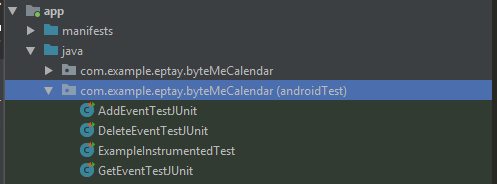 app
manifests
java
com.example.eptay.byteMeCalendar
com.example.eptay.byteMeCalendar (androidTest)
AddEventTestJUnit
DeleteEventTestJUnit
ExampleInstrumentedTest
GetEventTestJUnit